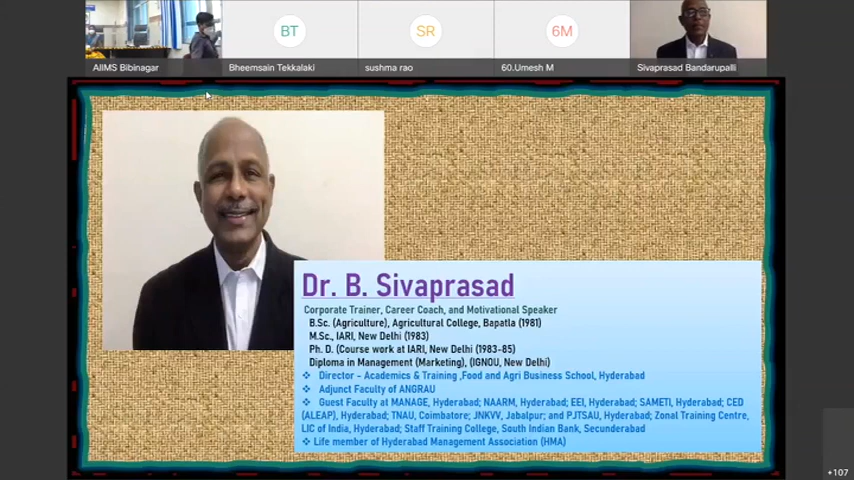 BT
SR
6M
AIIMS Bibinagar
Bheemsain Tekkalaki
sushma rao
60.Umesh M
Sivaprasad Bandarupalli
Dr. B. Sivaprasad
Corporate Trainer, Career Coach, and Motivational Speaker
B.Sc. (Agriculture), Agricultural College, Bapatla (1981)
M.Sc., IARI, New Delhi (1983)
Ph. D. (Course work at IARI, New Delhi (1983-85)
Diploma in Management (Marketing), (IGNOU, New Delhi)
❖ Director - Academics & Training ,Food and Agri Business School, Hyderabad
❖ Adjunct Faculty of ANGRAU
❖ Guest Faculty at MANAGE, Hyderabad; NAARM, Hyderabad; EEI, Hyderabad; SAMETI, Hyderabad; CED
(ALEAP), Hyderabad; TNAU, Coimbatore; JNKVV, Jabalpur; and PJTSAU, Hyderabad; Zonal Training Centre,
LIC of India, Hyderabad; Staff Training College, South Indian Bank, Secunderabad
❖ Life member of Hyderabad Management Association (HMA)
+107